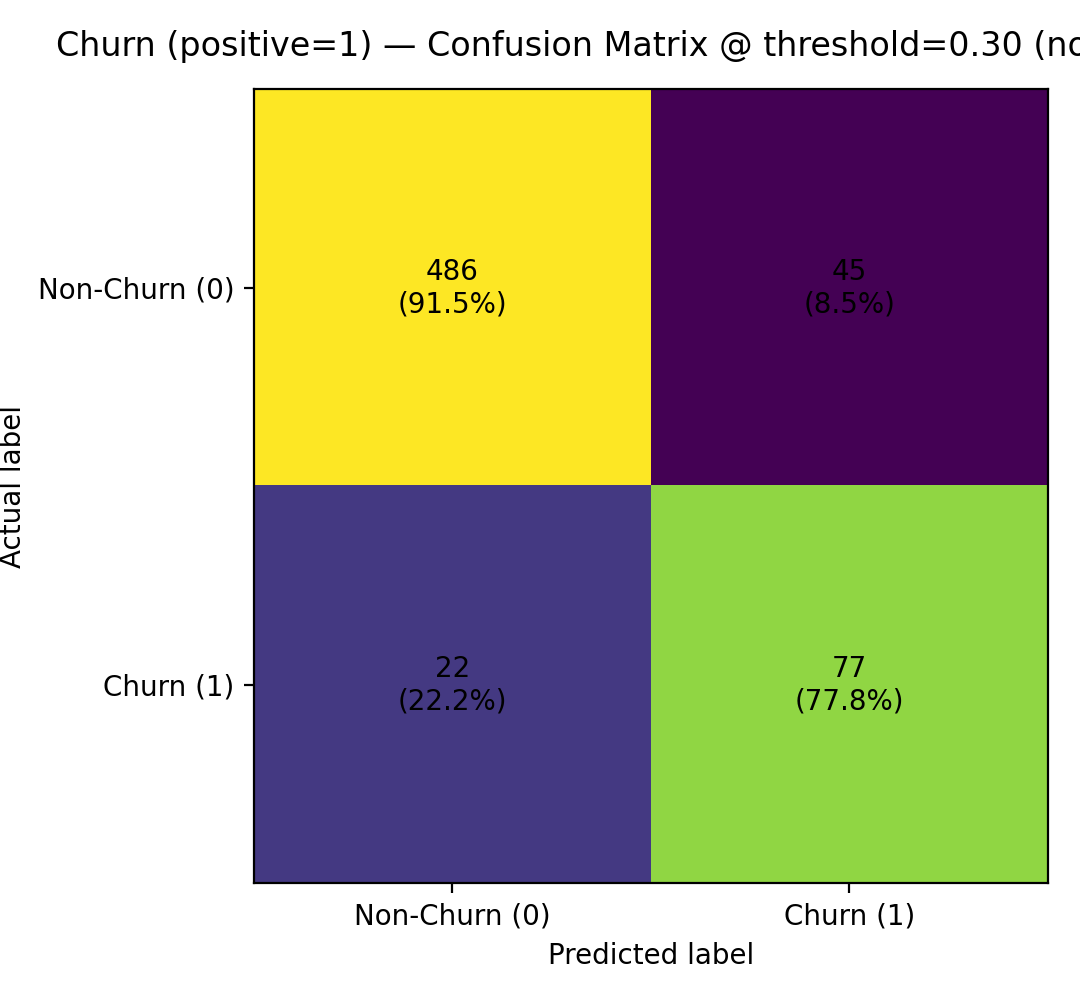 Churn (positive=1) — Confusion Matrix @ threshold=0.30 (no
486
(91.5%)
45
(8.5%)
Non-Churn (0)
Actual label
22
(22.2%)
77
(77.8%)
Churn (1)
Non-Churn (0)
Churn (1)
Predicted label